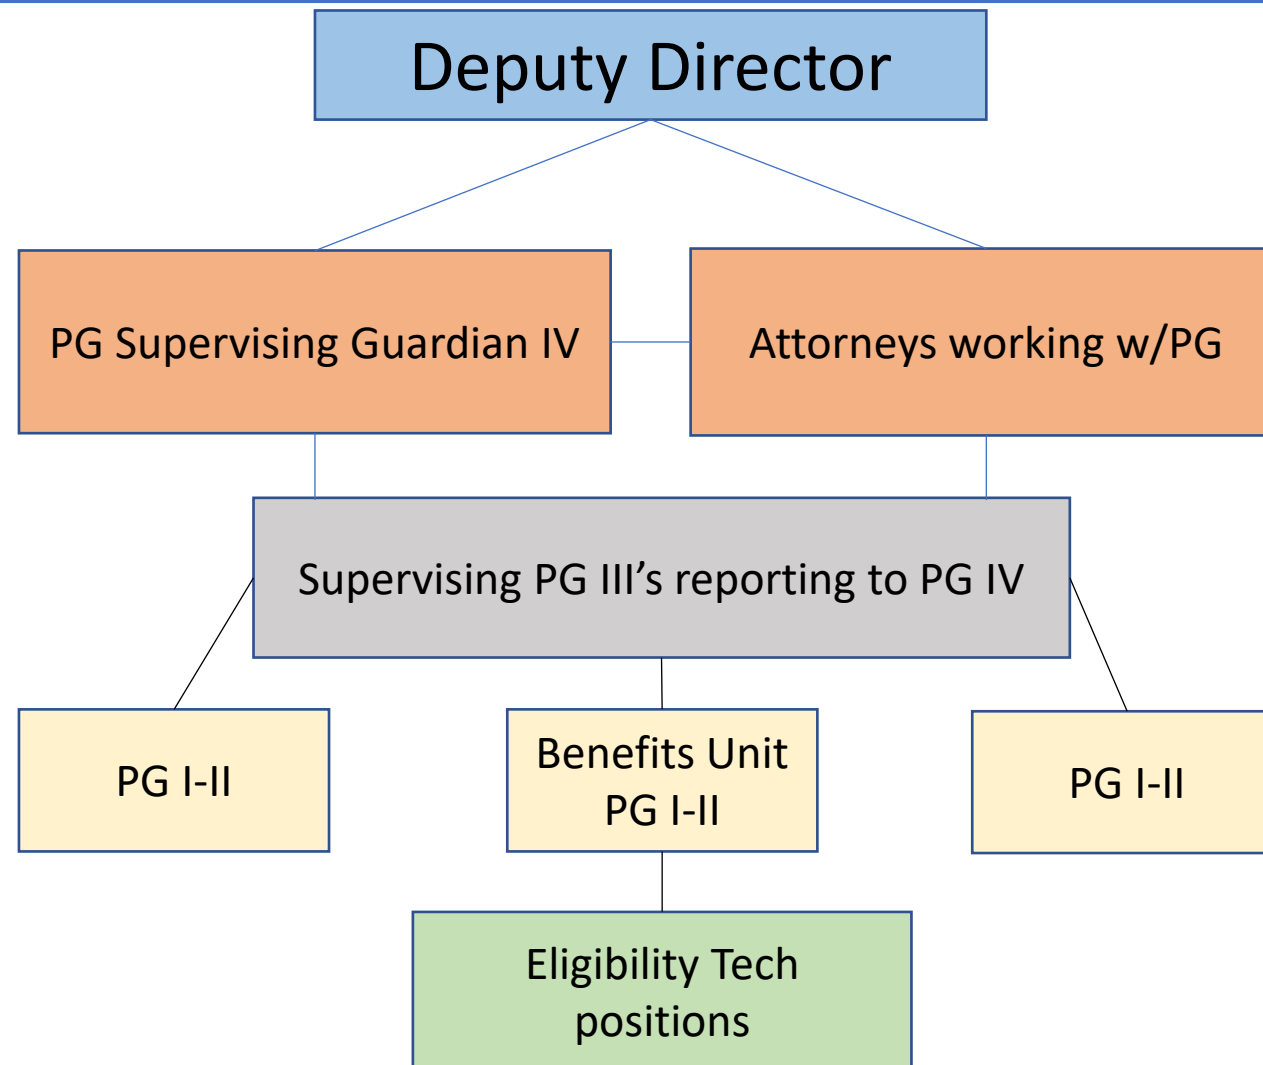 Deputy Director
PG Supervising Guardian IV
Attorneys working w/PG
Supervising PG III’s reporting to PG IV
PG I-II
Benefits Unit
PG I-II
PG I-II
Eligibility Tech
positions